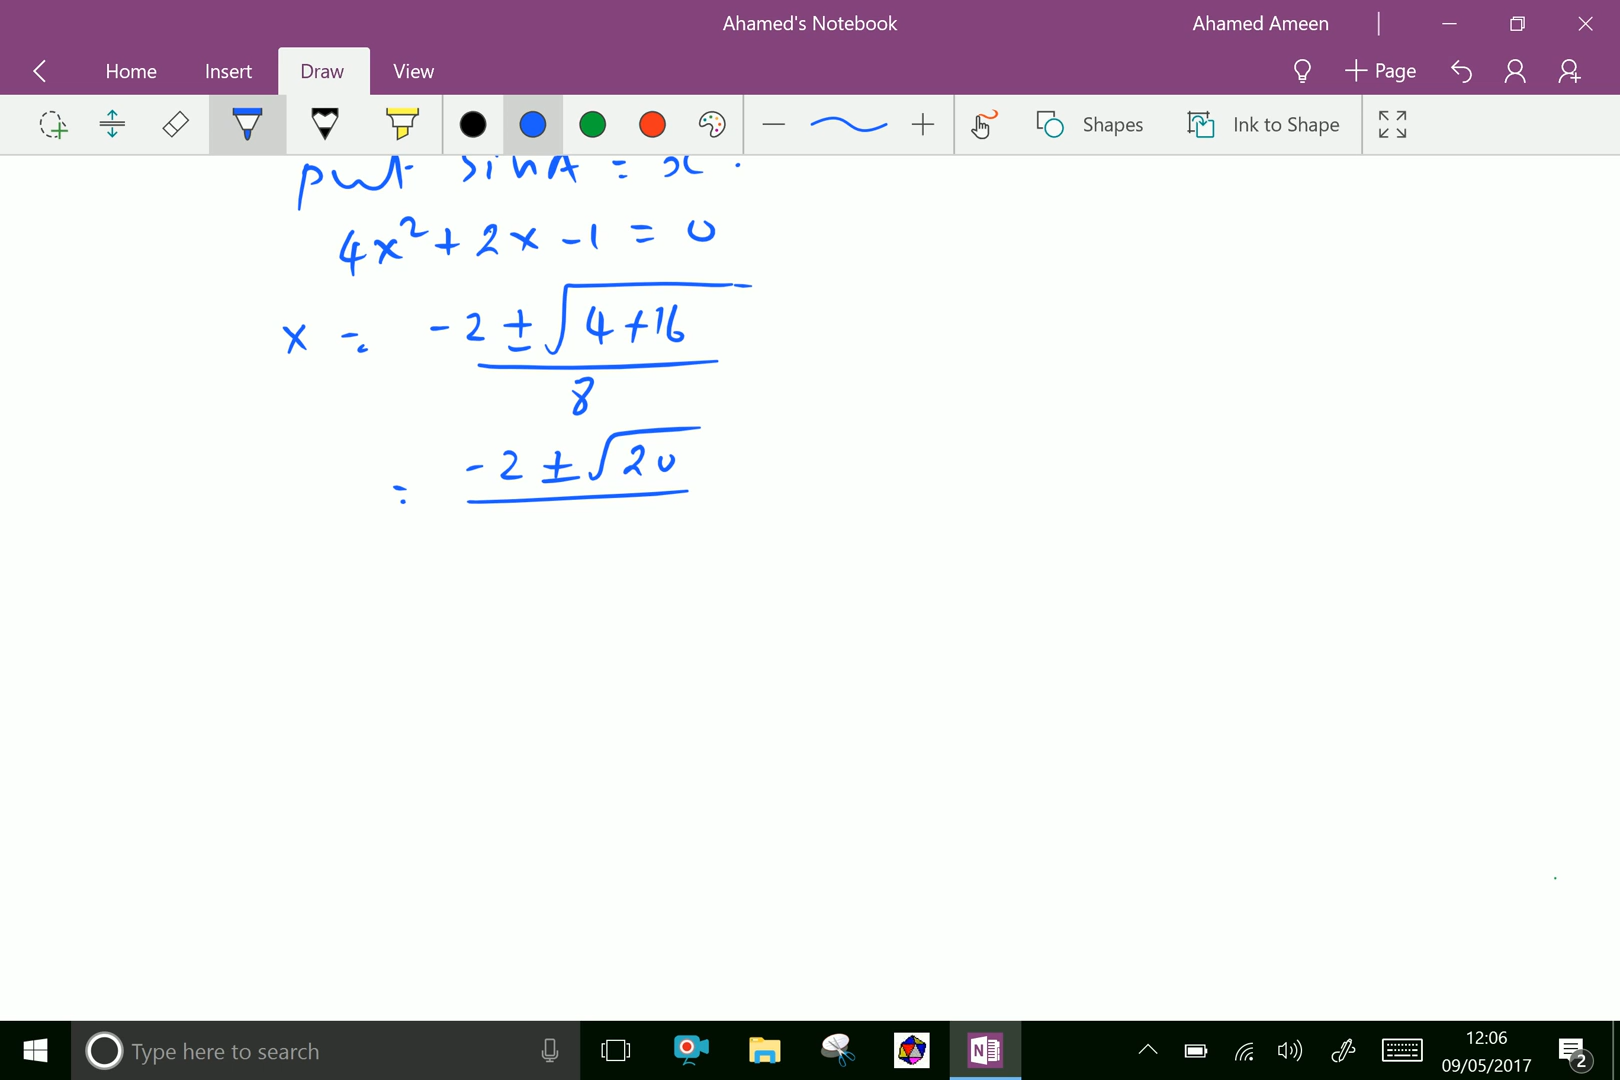 Ahamed's Notebook
Ahamed Ameen
Home
Insert
Draw
View
Page
Shapes
Ink to Shape
put sinA = x.
4x² + 2x - 1 = 0
x = -2 ± √4+16
8
= -2 ± √20
Type here to search
N
12:06
09/05/2017
2